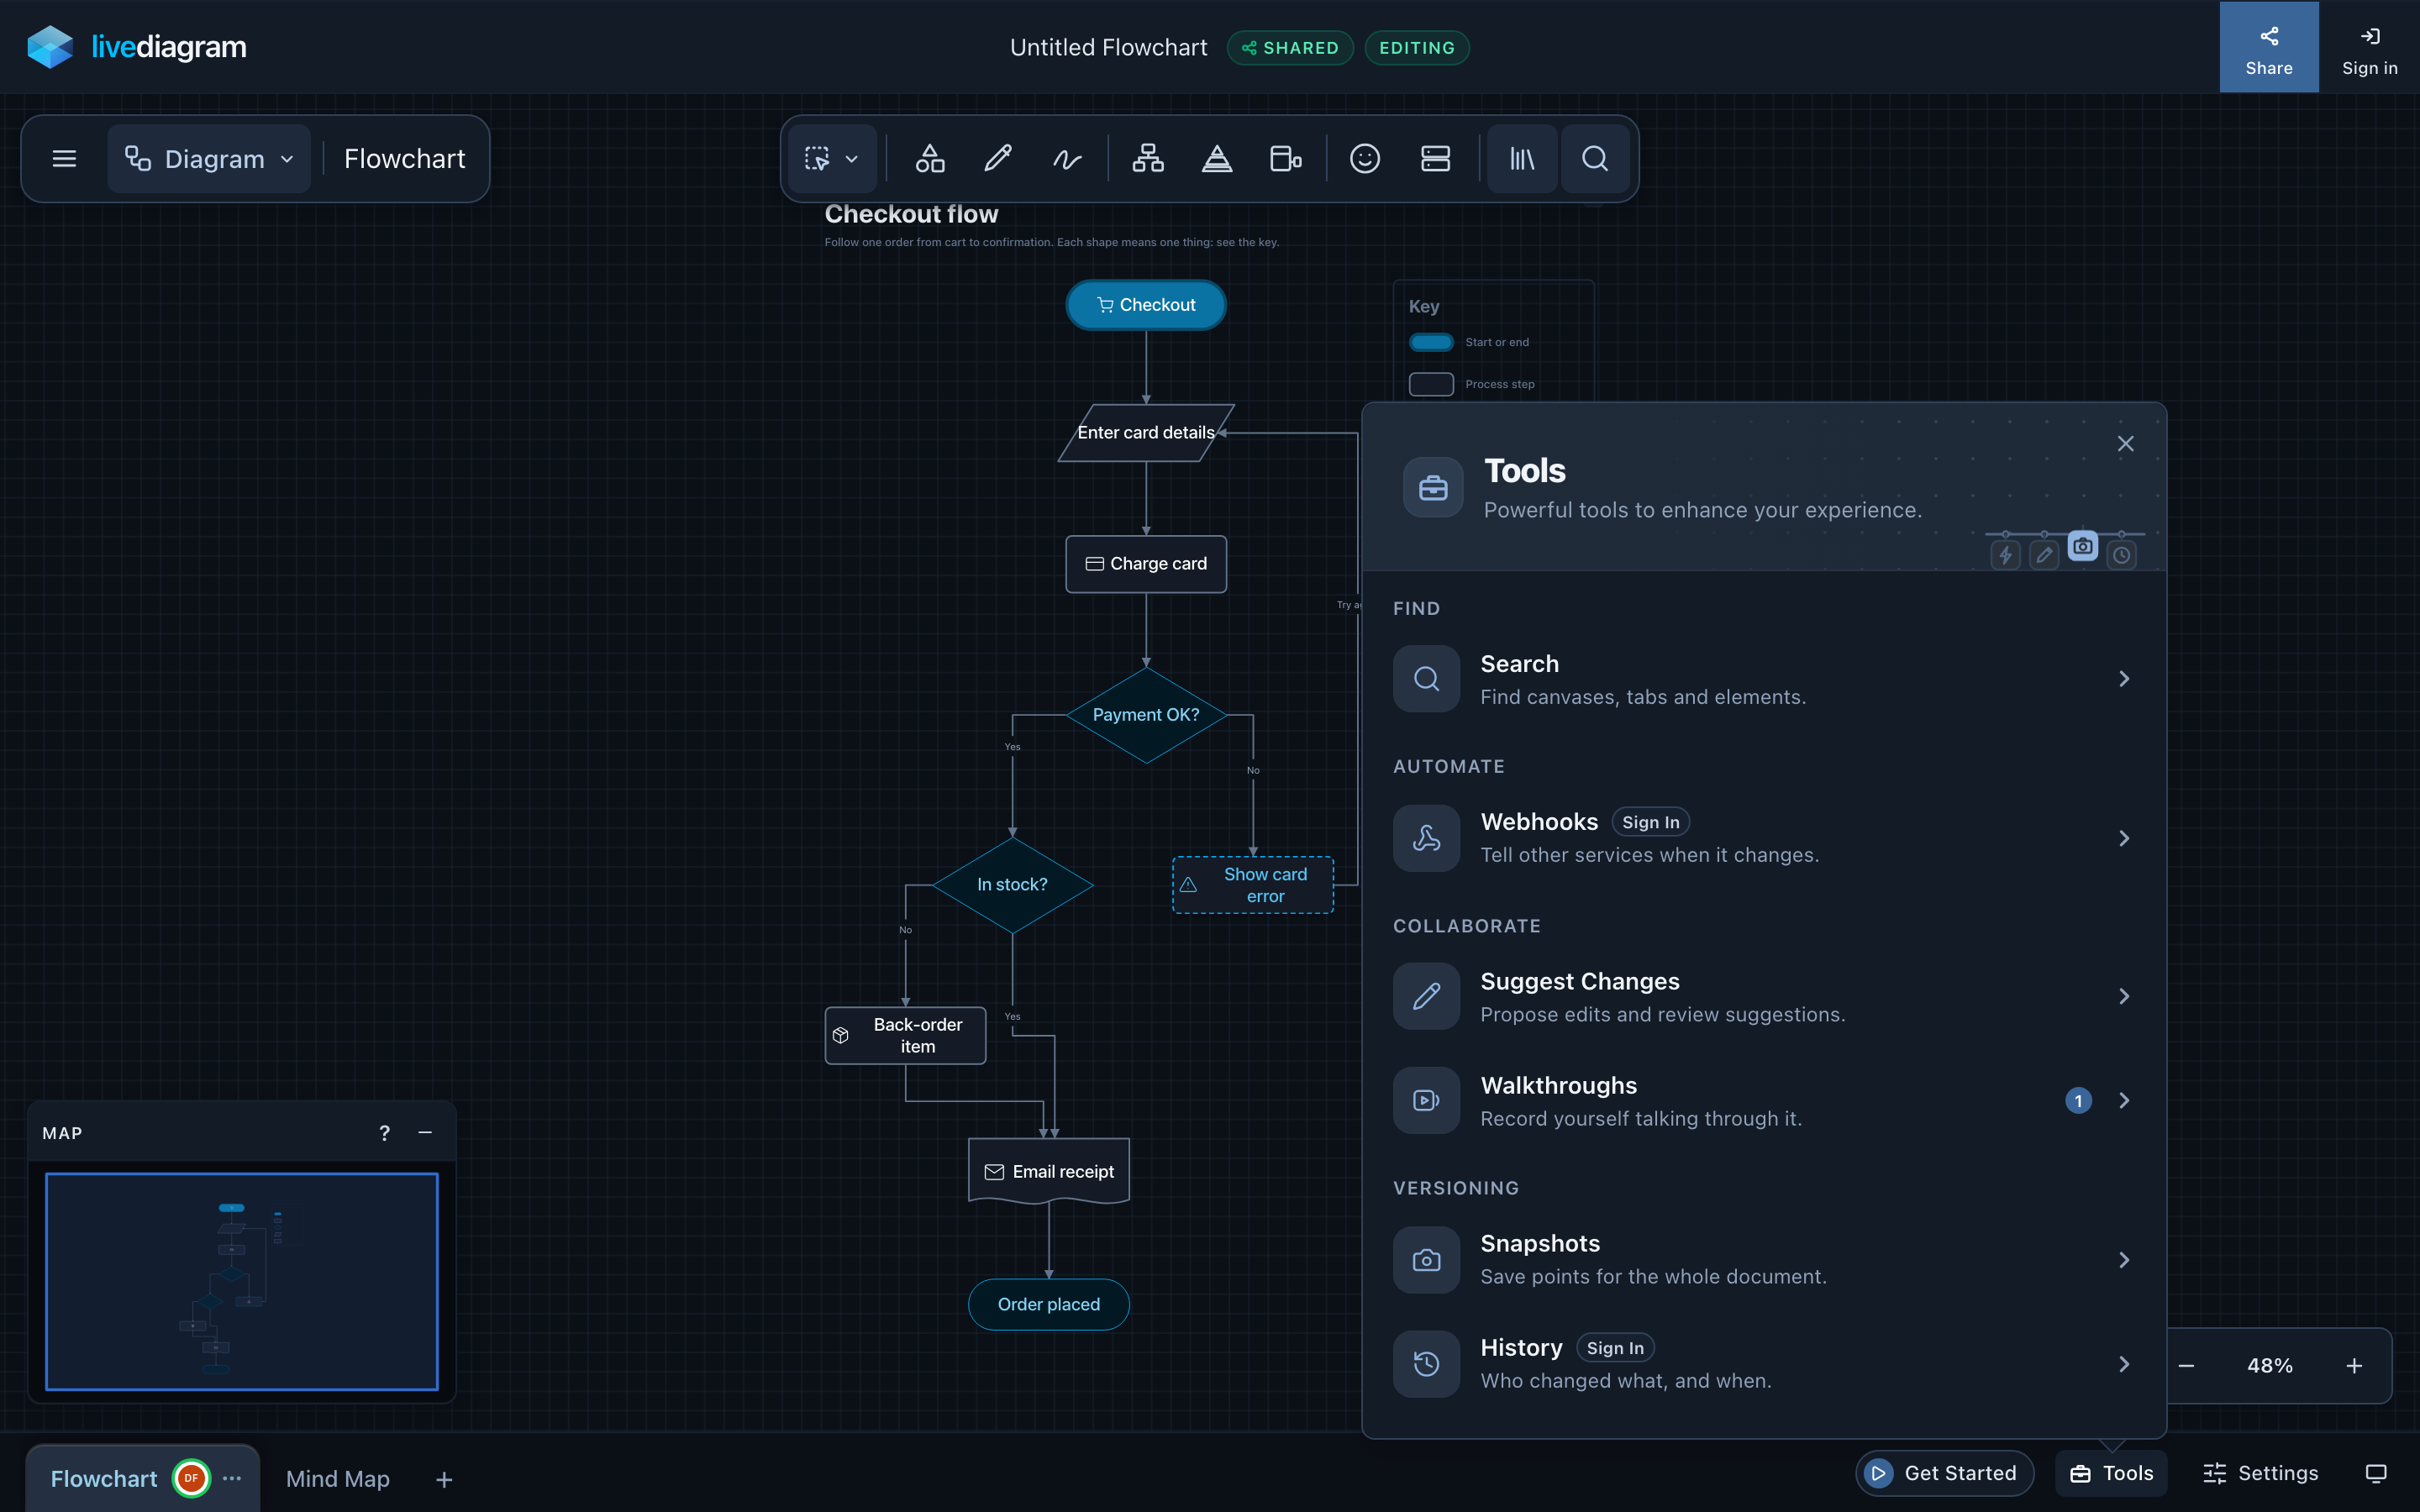 livediagram
Untitled Flowchart
SHARED
EDITING
Share
Sign in
Diagram
Flowchart
Checkout flow
Follow one order from cart to confirmation. Each shape means one thing: see the key.
Checkout
Key
Start or end
Process step
Enter card details
Charge card
Try
Payment OK?
Yes
No
In stock?
Show card
error
No
Back-order
item
Yes
Email receipt
Order placed
Tools
Powerful tools to enhance your experience.
FIND
Search
Find canvases, tabs and elements.
AUTOMATE
Webhooks
Sign In
Tell other services when it changes.
COLLABORATE
Suggest Changes
Propose edits and review suggestions.
Walkthroughs
Record yourself talking through it.
1
VERSIONING
Snapshots
Save points for the whole document.
History
Sign In
Who changed what, and when.
MAP
?
48%
Flowchart
DF
Mind Map
Get Started
Tools
Settings